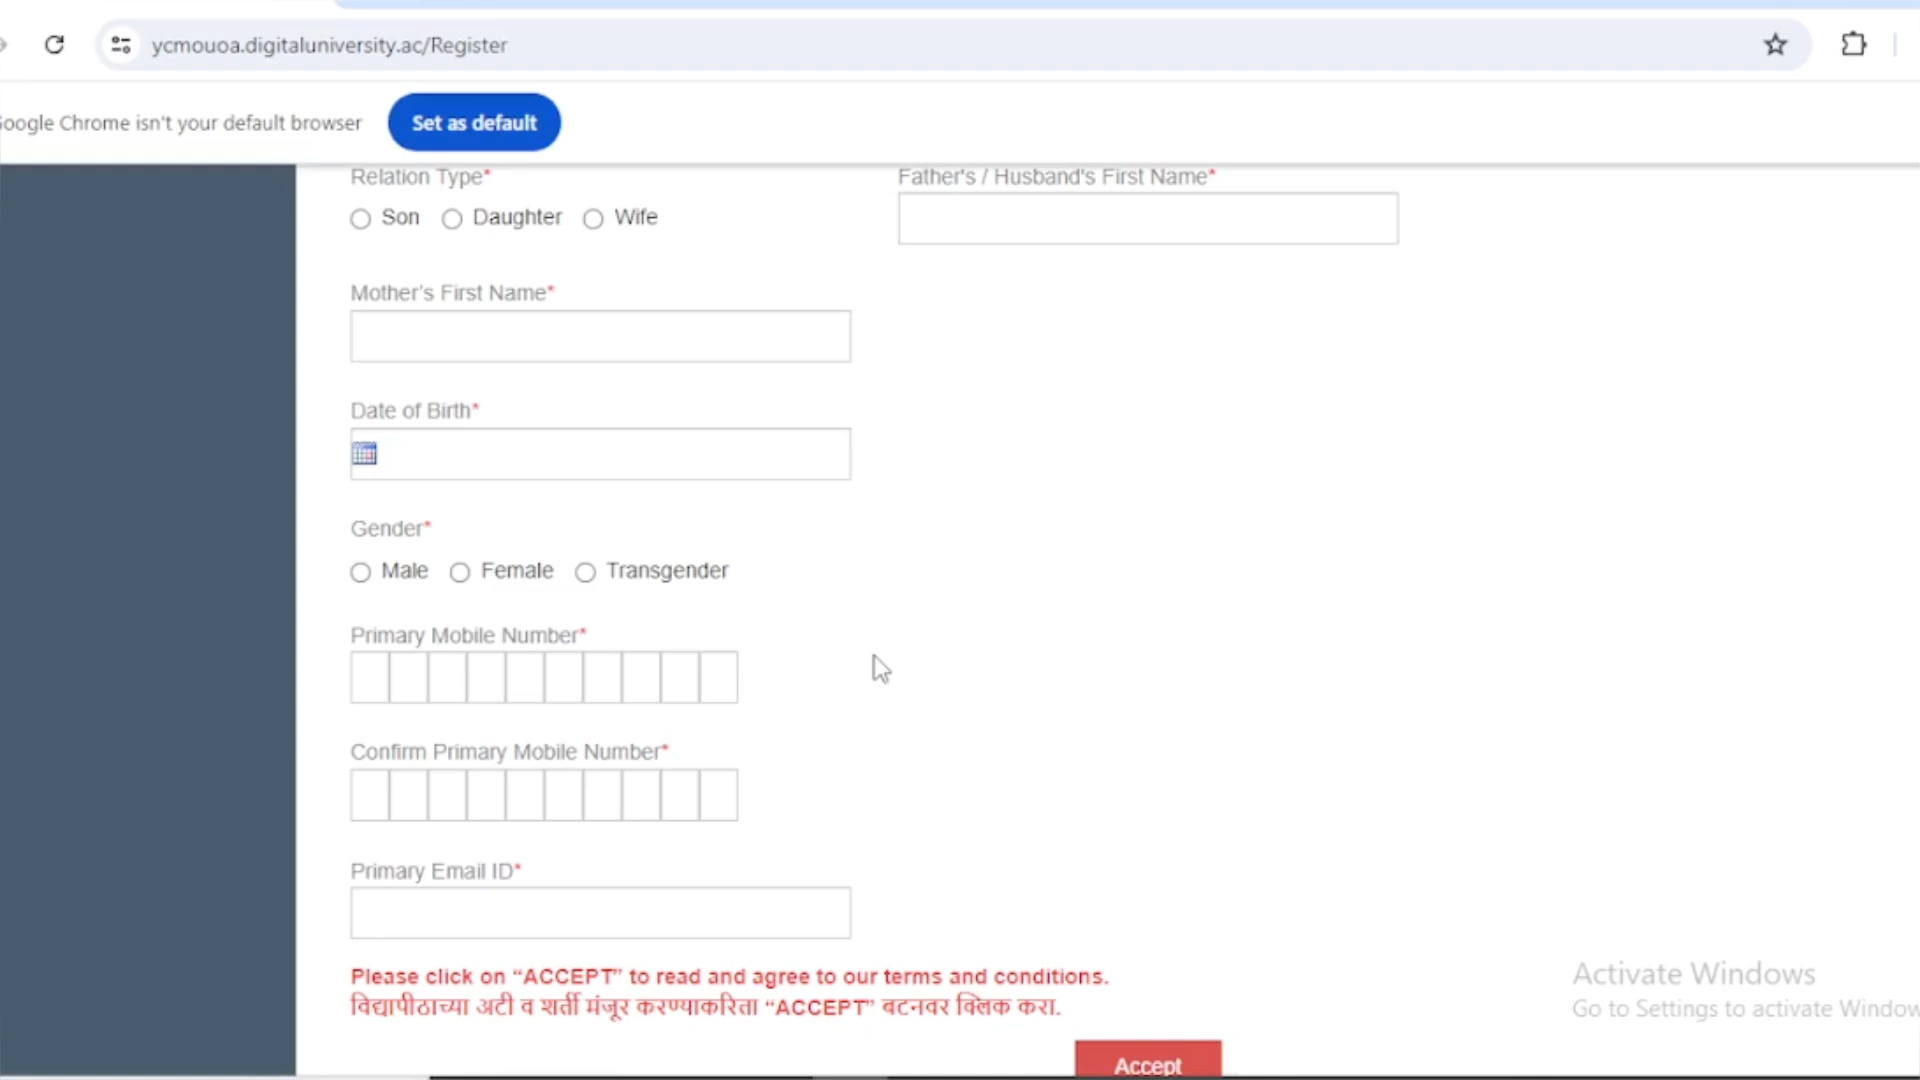 ycmouoa.digitaluniversity.ac/Register
Google Chrome isn't your default browser
Set as default
Relation Type*
Father's / Husband's First Name*
Son
Daughter
Wife
Mother's First Name*
Date of Birth*
Gender*
Male
Female
Transgender
Primary Mobile Number*
Confirm Primary Mobile Number*
Primary Email ID*
Please click on “ACCEPT” to read and agree to our terms and conditions.
विद्यापीठाच्या अटी व शर्ती मंजूर करण्याकरिता “ACCEPT” बटनवर क्लिक करा.
Activate Windows
Go to Settings to activate Window
Accept